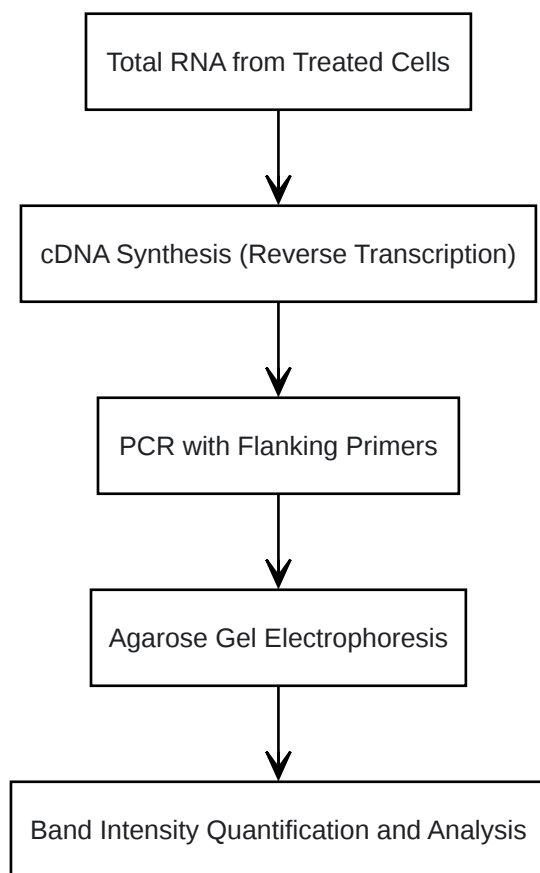 Total RNA from Treated Cells
cDNA Synthesis (Reverse Transcription)
PCR with Flanking Primers
Agarose Gel Electrophoresis
Band Intensity Quantification and Analysis